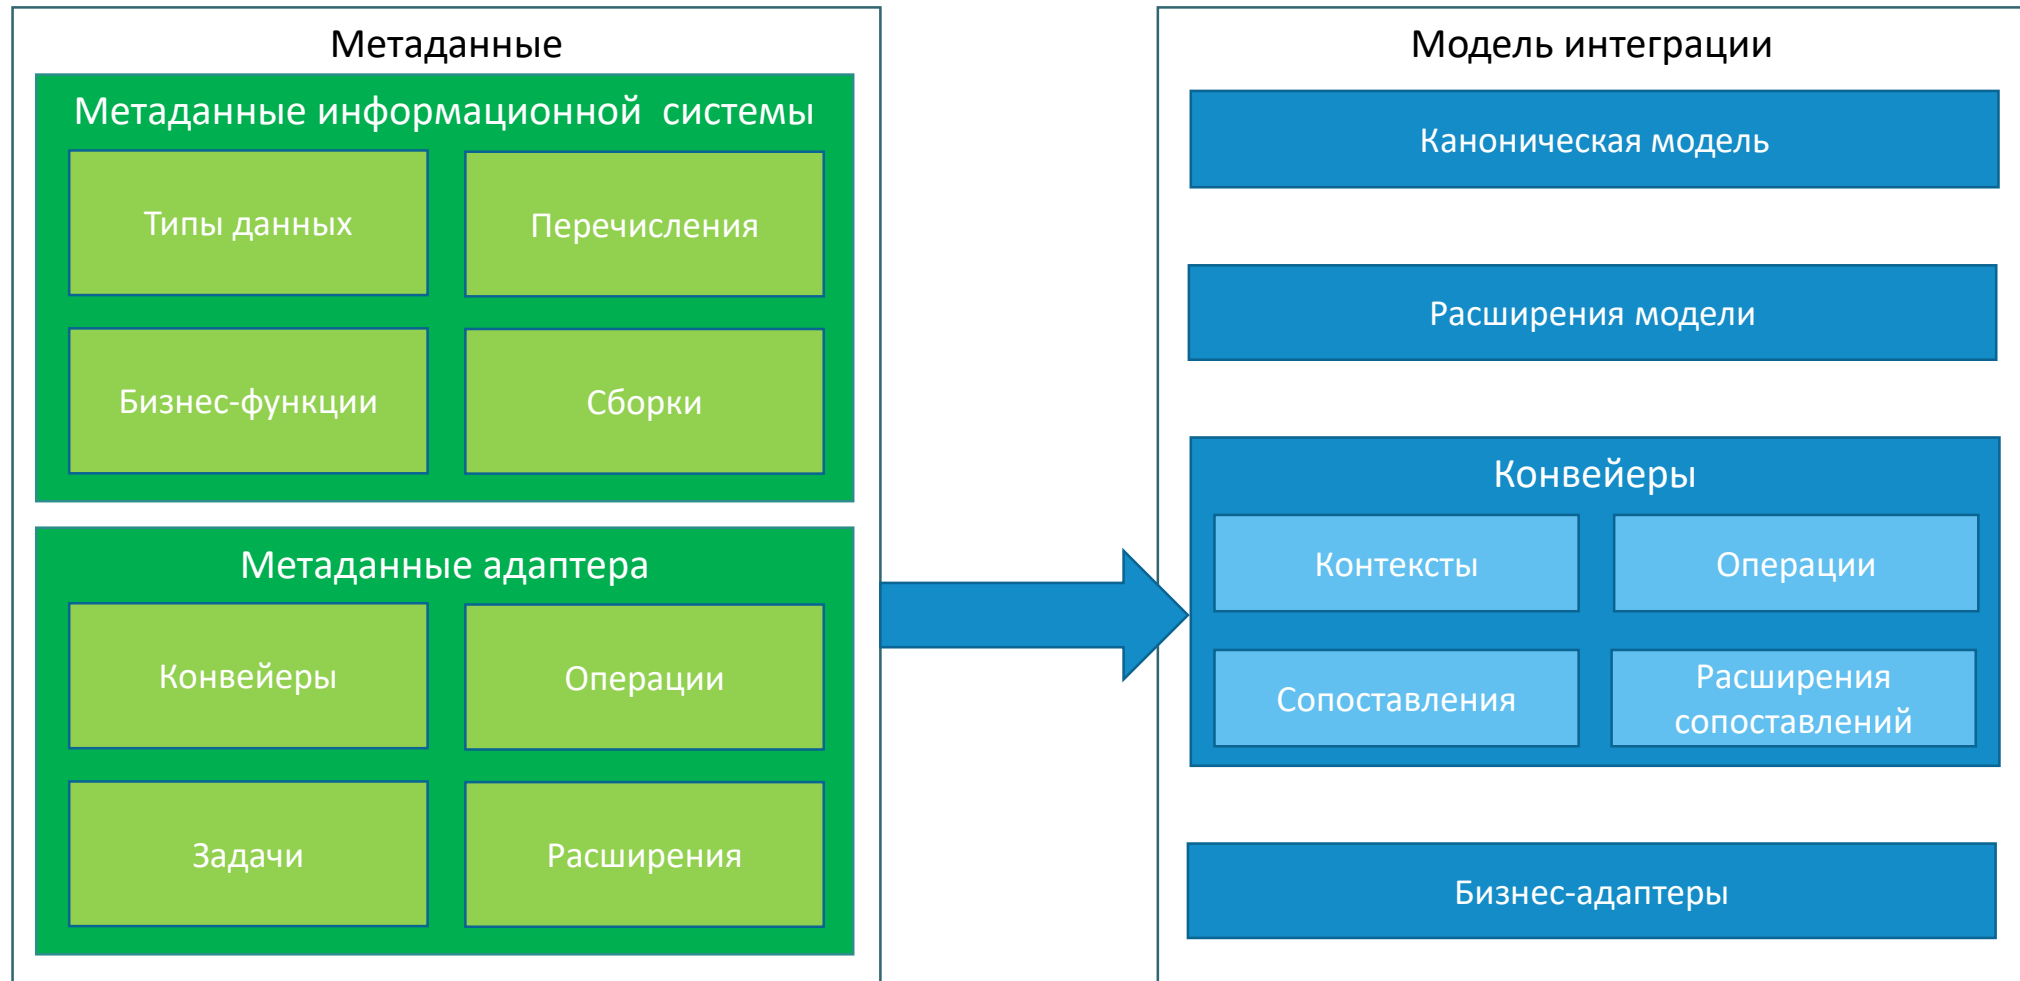 Метаданные
Метаданные информационной системы
Типы данных
Перечисления
Бизнес-функции
Сборки
Метаданные адаптера
Конвейеры
Операции
Задачи
Расширения
Модель интеграции
Каноническая модель
Расширения модели
Конвейеры
Контексты
Операции
Сопоставления
Расширения
сопоставлений
Бизнес-адаптеры